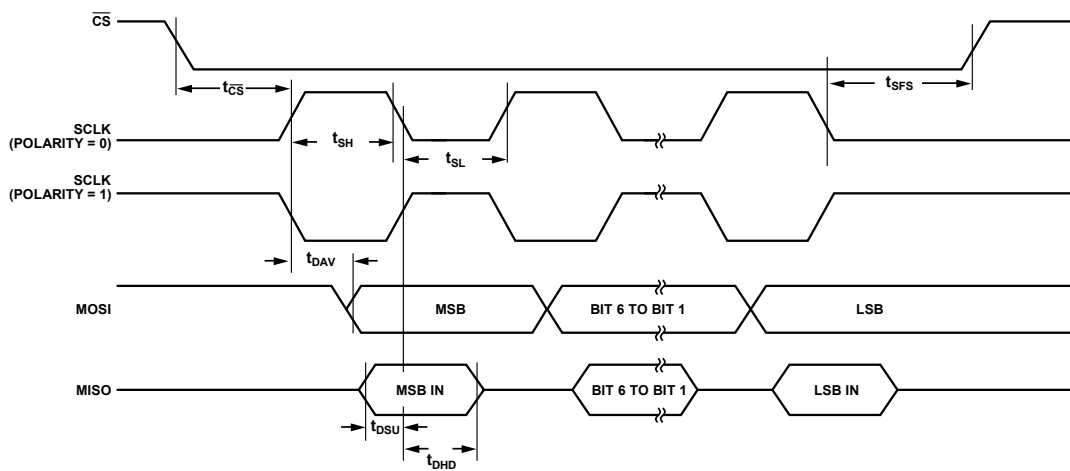 CS
tCS
tSFS
SCLK
(POLARITY = 0)
tSH
tSL
SCLK
(POLARITY = 1)
tDAV
MOSI
MSB
BIT 6 TO BIT 1
LSB
MISO
MSB IN
BIT 6 TO BIT 1
LSB IN
tDSU
tDHD